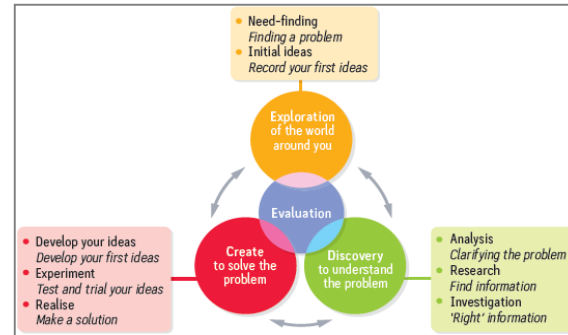 • Need-finding
Finding a problem
• Initial ideas
Record your first ideas
Exploration
of the world
around you
Evaluation
• Develop your ideas
Develop your first ideas
• Experiment
Test and trial your ideas
• Realise
Make a solution
Create
to solve the
problem
Discovery
to understand
the problem
• Analysis
Clarifying the problem
• Research
Find information
• Investigation
'Right' information